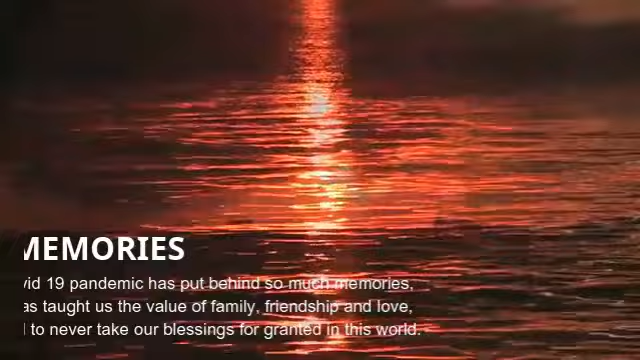 MEMORIES
vid 19 pandemic has put behind so much memories,
as taught us the value of family, friendship and love,
to never take our blessings for granted in this world.